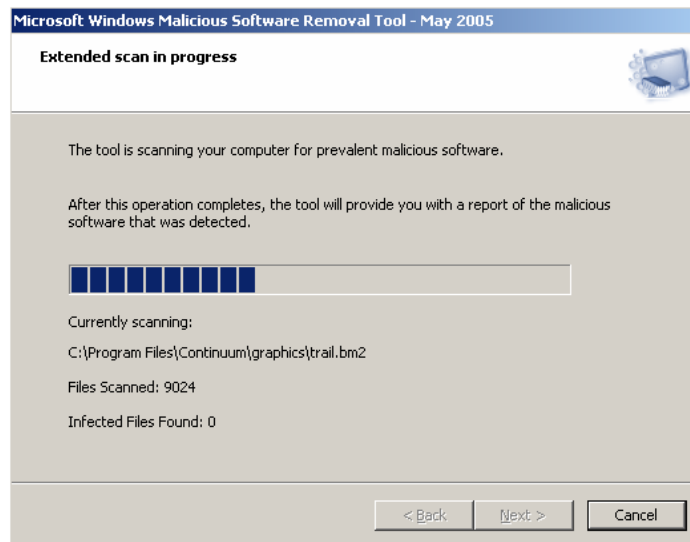 Microsoft Windows Malicious Software Removal Tool - May 2005
Extended scan in progress
The tool is scanning your computer for prevalent malicious software.
After this operation completes, the tool will provide you with a report of the malicious
software that was detected.
Currently scanning:
C:\Program Files\Continuum\graphics\trail.bm2
Files Scanned: 9024
Infected Files Found: 0
< Back
Next >
Cancel